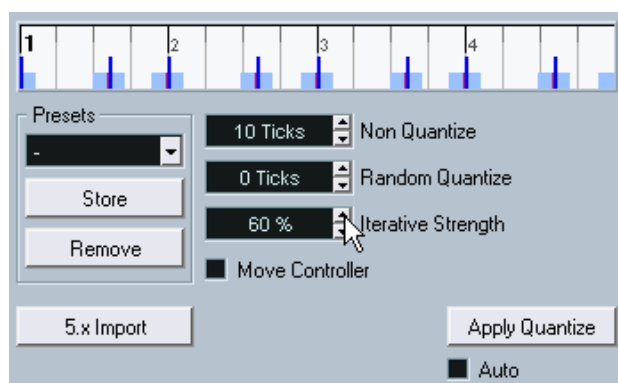 1 2 3 4
Presets
-
Store
Remove
10 Ticks Non Quantize
0 Ticks Random Quantize
60 % Iterative Strength
Move Controller
5.x Import
Apply Quantize
Auto